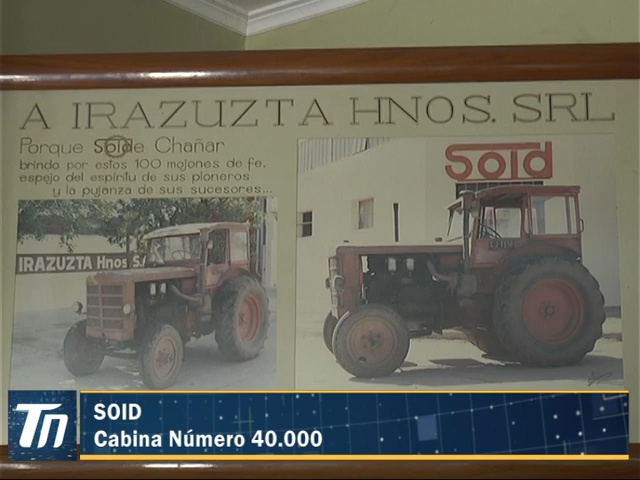 A IRAZUZTA HNOS. SRL
Porque Soid de Chañar
brinda por estos 100 mojones de fe,
espejo del espíritu de sus pioneros
y la pujanza de sus sucesores...
IRAZUZTA Hnos S.
Soid
Tn
SOID
Cabina Número 40.000